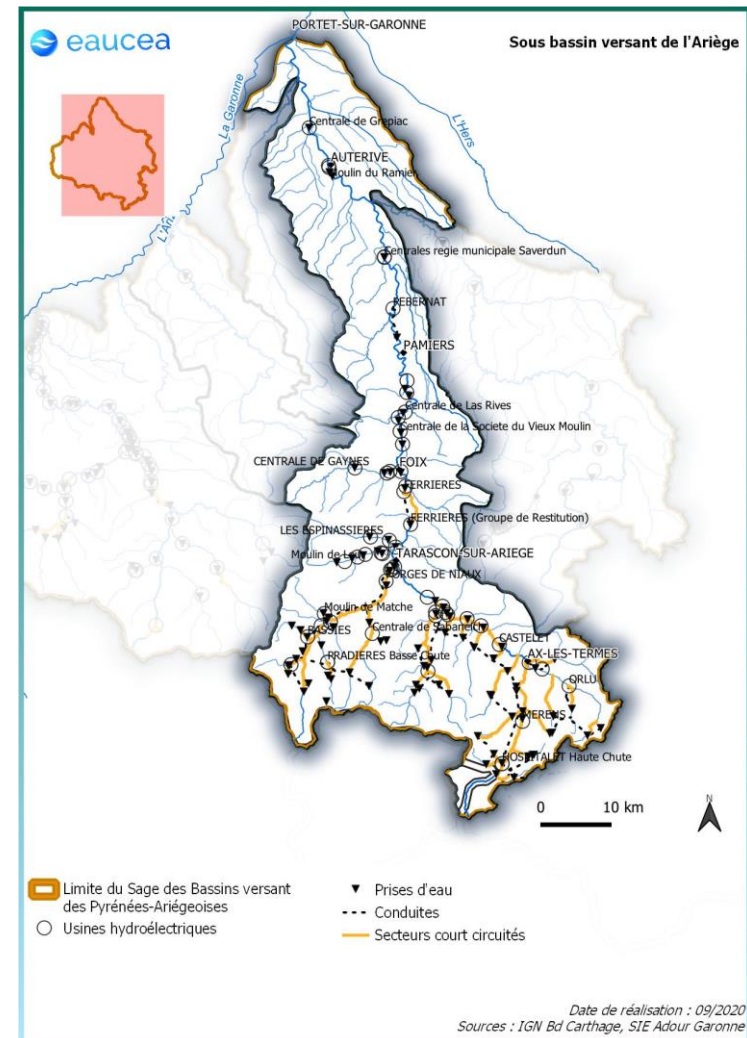 eaucea
Sous bassin versant de l'Ariège
PORTET-SUR-GARONNE
La Garonne
L'Hers
Centrale de Grepiac
AUTERIVE
Moulin du Ramier
Centrales regie municipale Saverdun
PEBERNAT
PAMIERS
Centrale de Las Rives
Centrale de la Societe du Vieux Moulin
CENTRALE DE GAYNES
FOIX
FERRIERES
FERRIERES (Groupe de Restitution)
LES ESPINASSIERES
Moulin de
TARASCON-SUR-ARIEGE
FORGES DE NIAUX
Moulin de Matche
BASSIES
Centrale de
CASTELET
PRADIERES Basse Chute
AX-LES-TERMES
ORLU
MERENS
HOSPITALET Haute Chute
0 10 km
N
Limite du Sage des Bassins versant
des Pyrénées-Ariégeoises
Usines hydroélectriques
Prises d'eau
Conduites
Secteurs court circuités
Date de réalisation : 09/2020
Sources : IGN Bd Carthage, SIE Adour Garonne